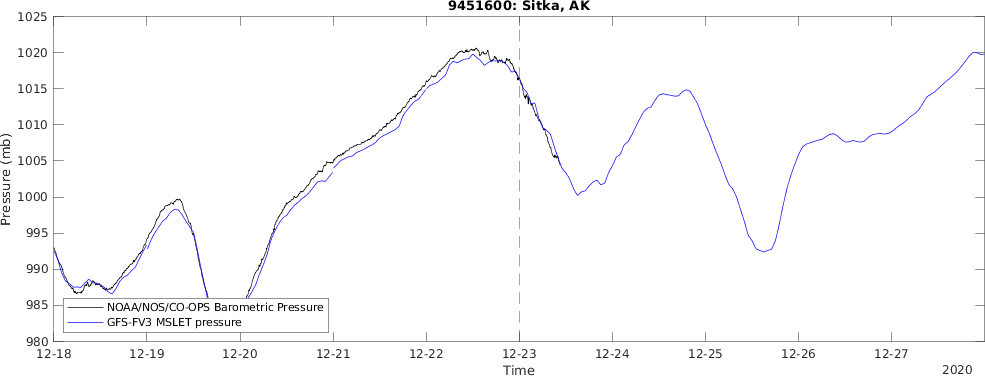 9451600: Sitka, AK
Pressure (mb)
1025
1020
1015
1010
1005
1000
995
990
985
980
NOAA/NOS/CO-OPS Barometric Pressure
GFS-FV3 MSLET pressure
12-18 12-19 12-20 12-21 12-22 12-23 12-24 12-25 12-26 12-27
Time
2020